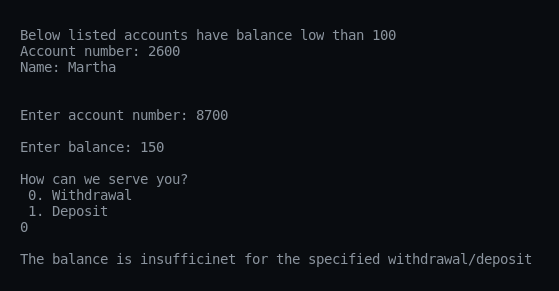 Below listed accounts have balance low than 100
Account number: 2600
Name: Martha
Enter account number: 8700
Enter balance: 150
How can we serve you?
0. Withdrawal
1. Deposit
0
The balance is insufficinet for the specified withdrawal/deposit